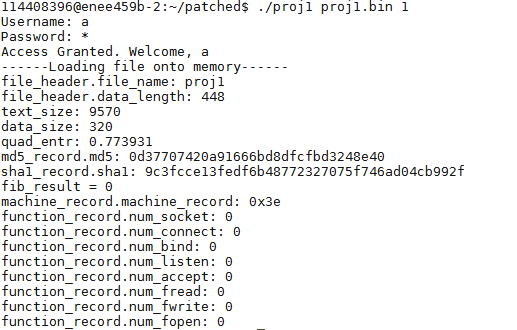 114408396@enee459b-2:~/patched$ ./proj1 proj1.bin 1
Username: a
Password: *
Access Granted. Welcome, a
------Loading file onto memory------
file_header.file_name: proj1
file_header.data_length: 448
text_size: 9570
data_size: 320
quad_entr: 0.773931
md5_record.md5: 0d37707420a91666bd8dfcfbd3248e40
sha1_record.sha1: 9c3fcce13fedf6b48772327075f746ad04cb992f
fib_result = 0
machine_record.machine_record: 0x3e
function_record.num_socket: 0
function_record.num_connect: 0
function_record.num_bind: 0
function_record.num_listen: 0
function_record.num_accept: 0
function_record.num_fread: 0
function_record.num_fwrite: 0
function_record.num_fopen: 0